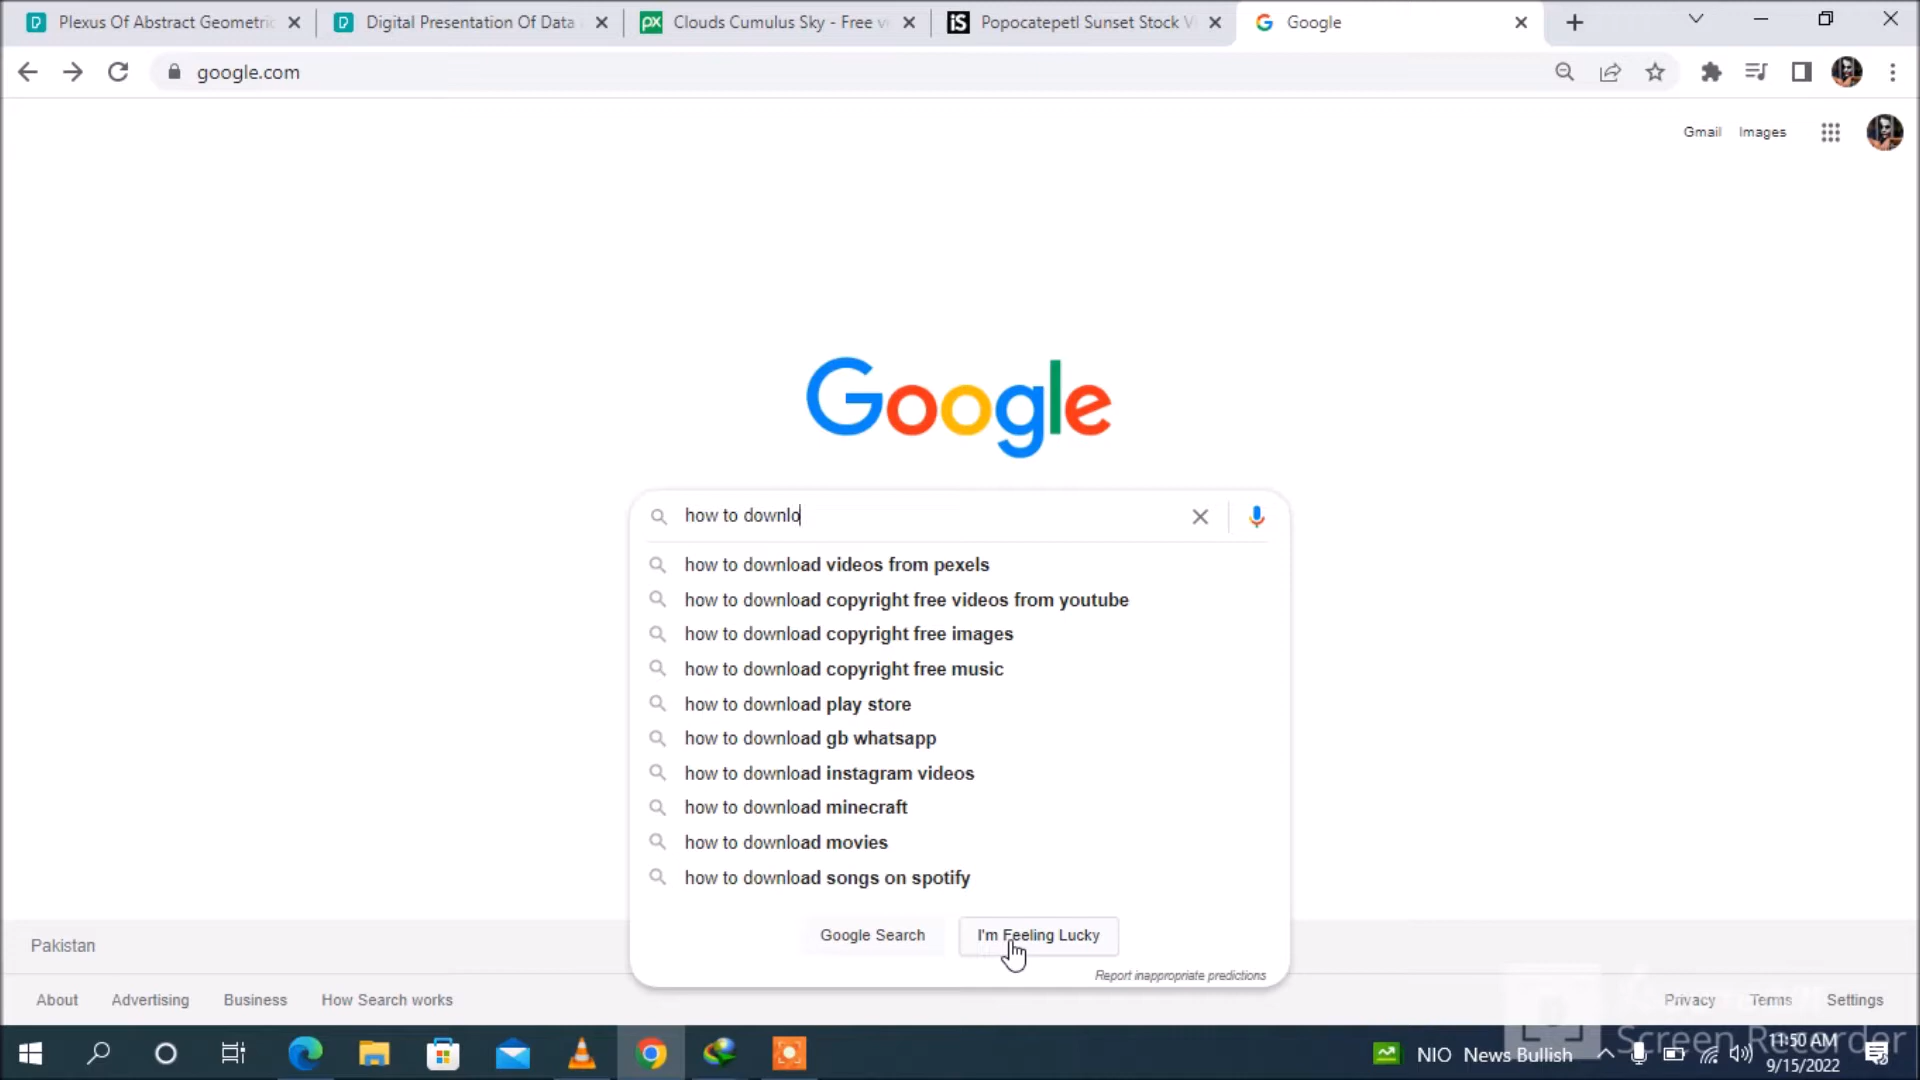 Plexus Of Abstract Geometric
Digital Presentation Of Data
Clouds Cumulus Sky - Free v
Popocatepetl Sunset Stock Vi
Google
google.com
Gmail Images
Google
how to downlo
how to download videos from pexels
how to download copyright free videos from youtube
how to download copyright free images
how to download copyright free music
how to download play store
how to download gb whatsapp
how to download instagram videos
how to download minecraft
how to download movies
how to download songs on spotify
Google Search I'm Feeling Lucky
Report inappropriate predictions
Pakistan
About Advertising Business How Search works
Privacy Terms Settings
Screen Recorder
NIO News Bullish
11:50 AM
9/15/2022